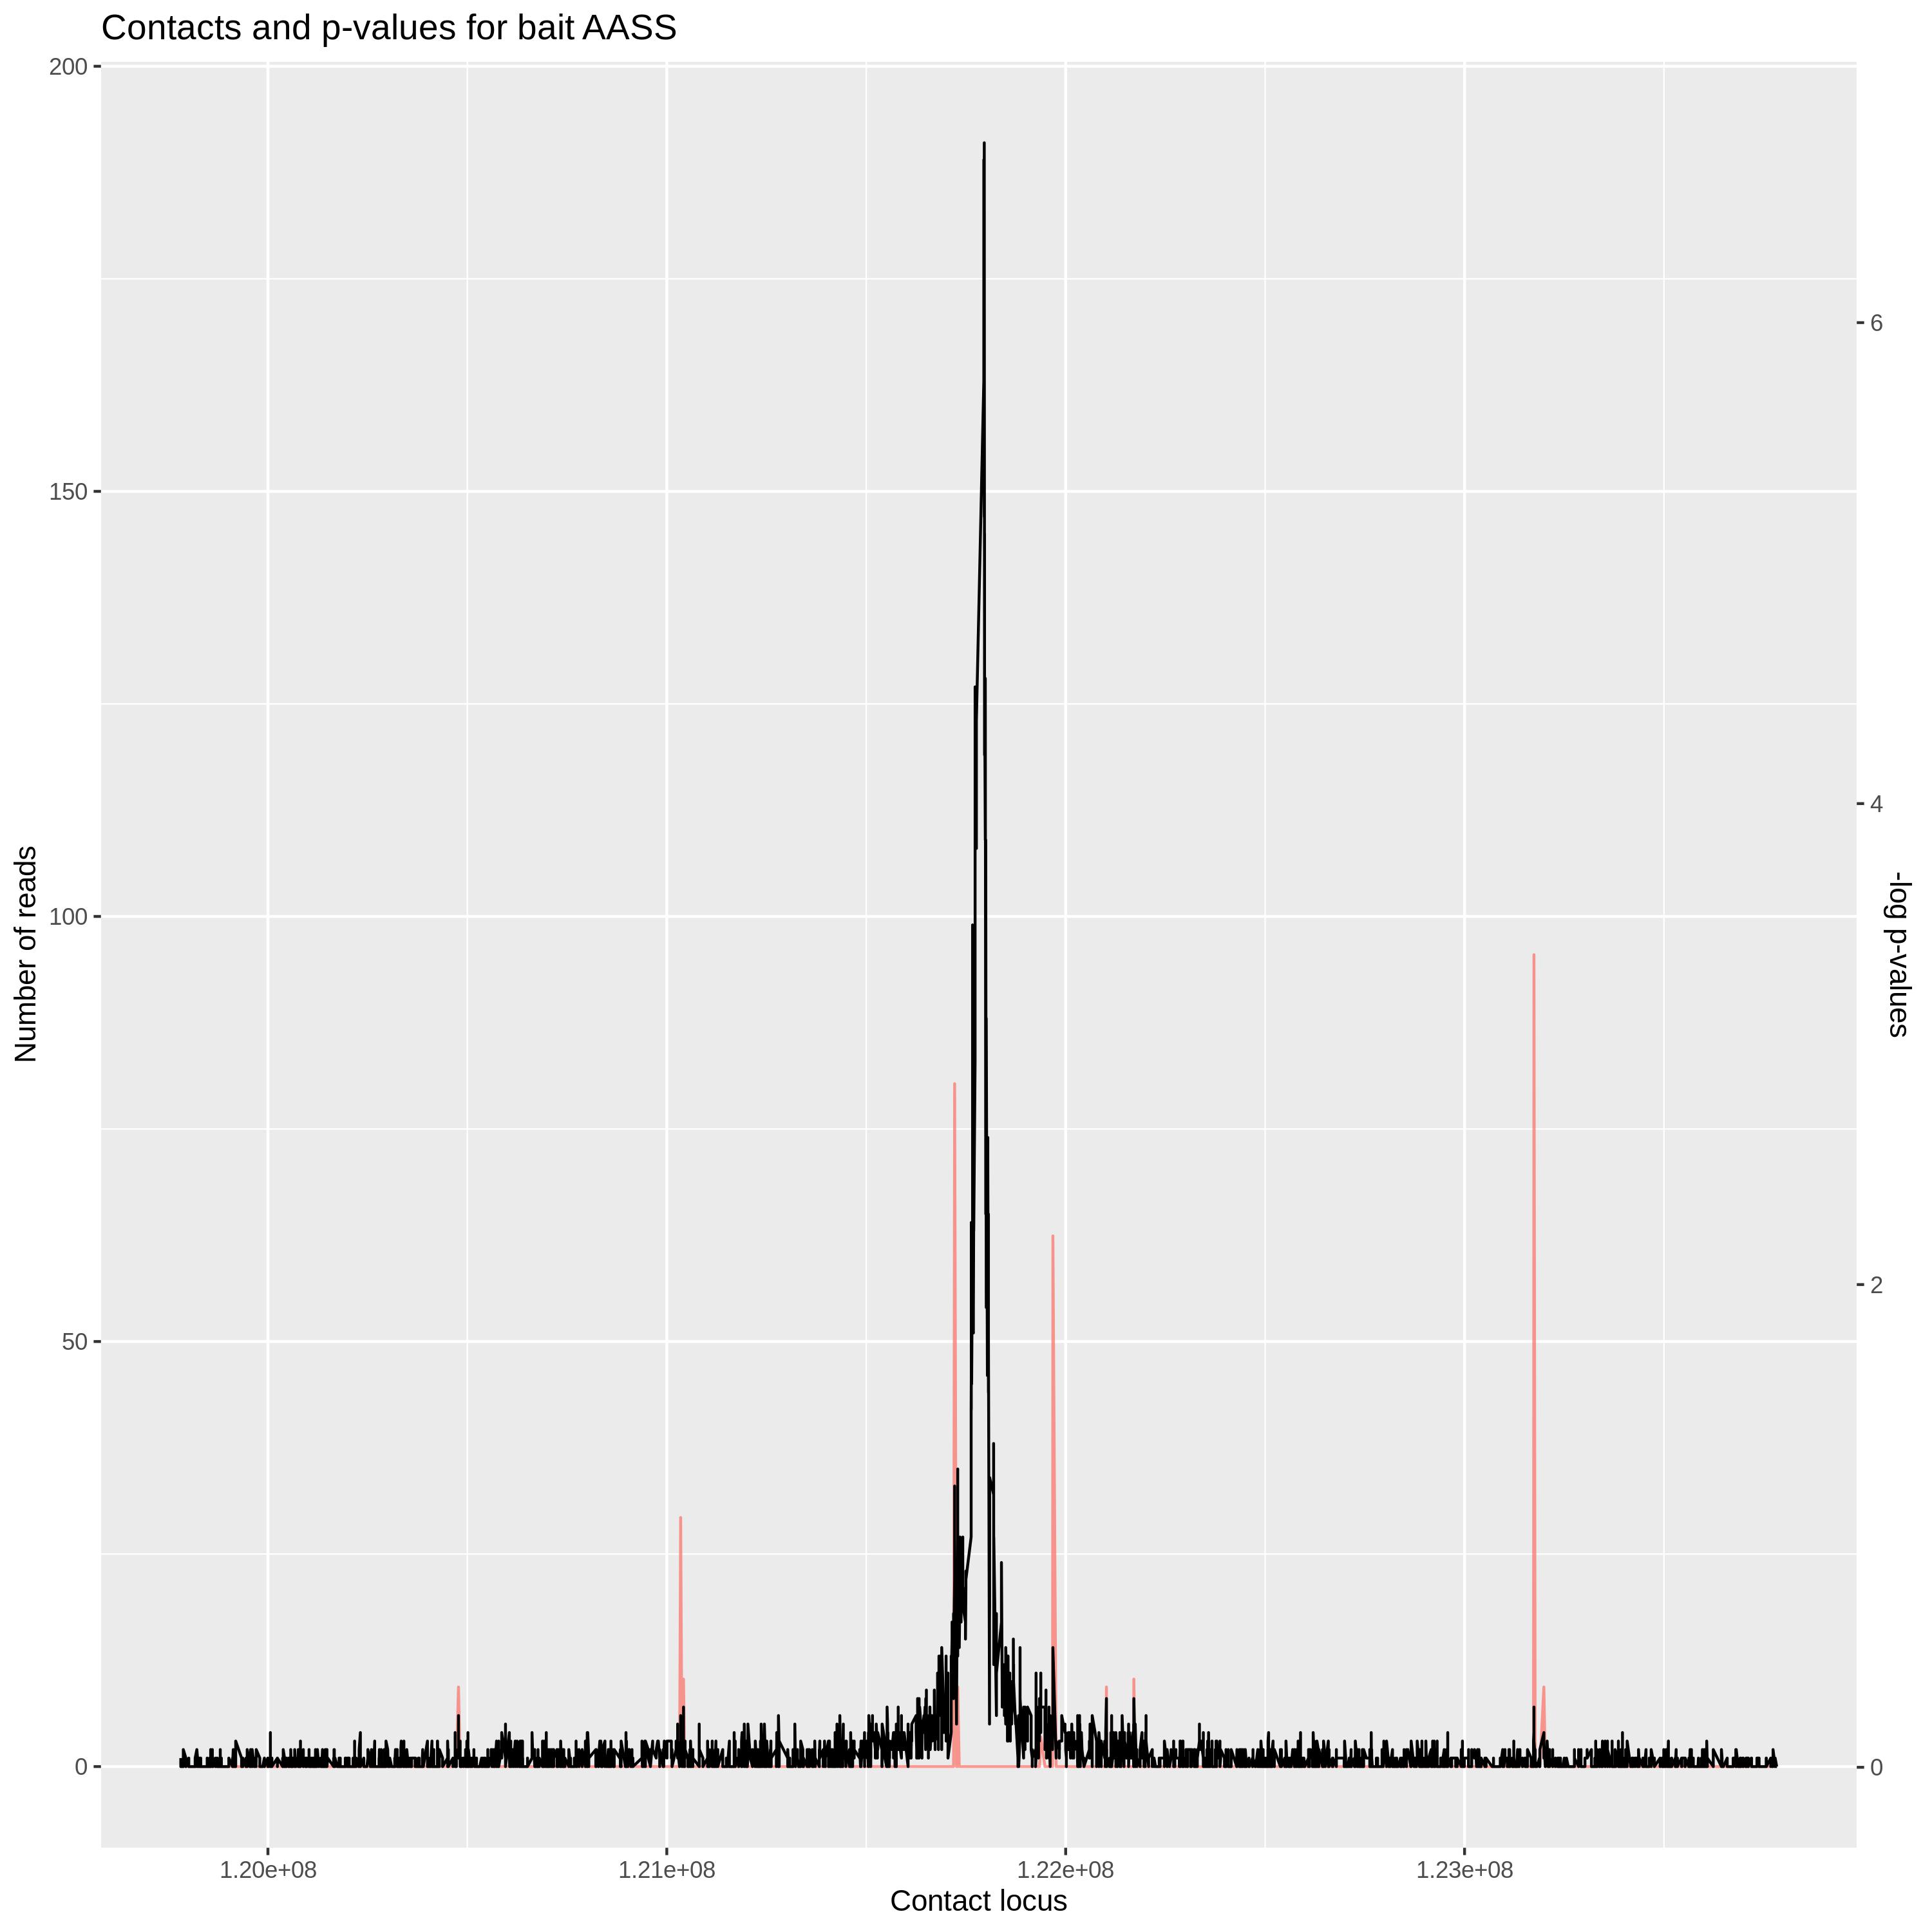 Contacts and p-values for bait AASS
200
150
100
50
0
Number of reads
6
4
2
0
-log p-values
1.20e+08
1.21e+08
1.22e+08
1.23e+08
Contact locus